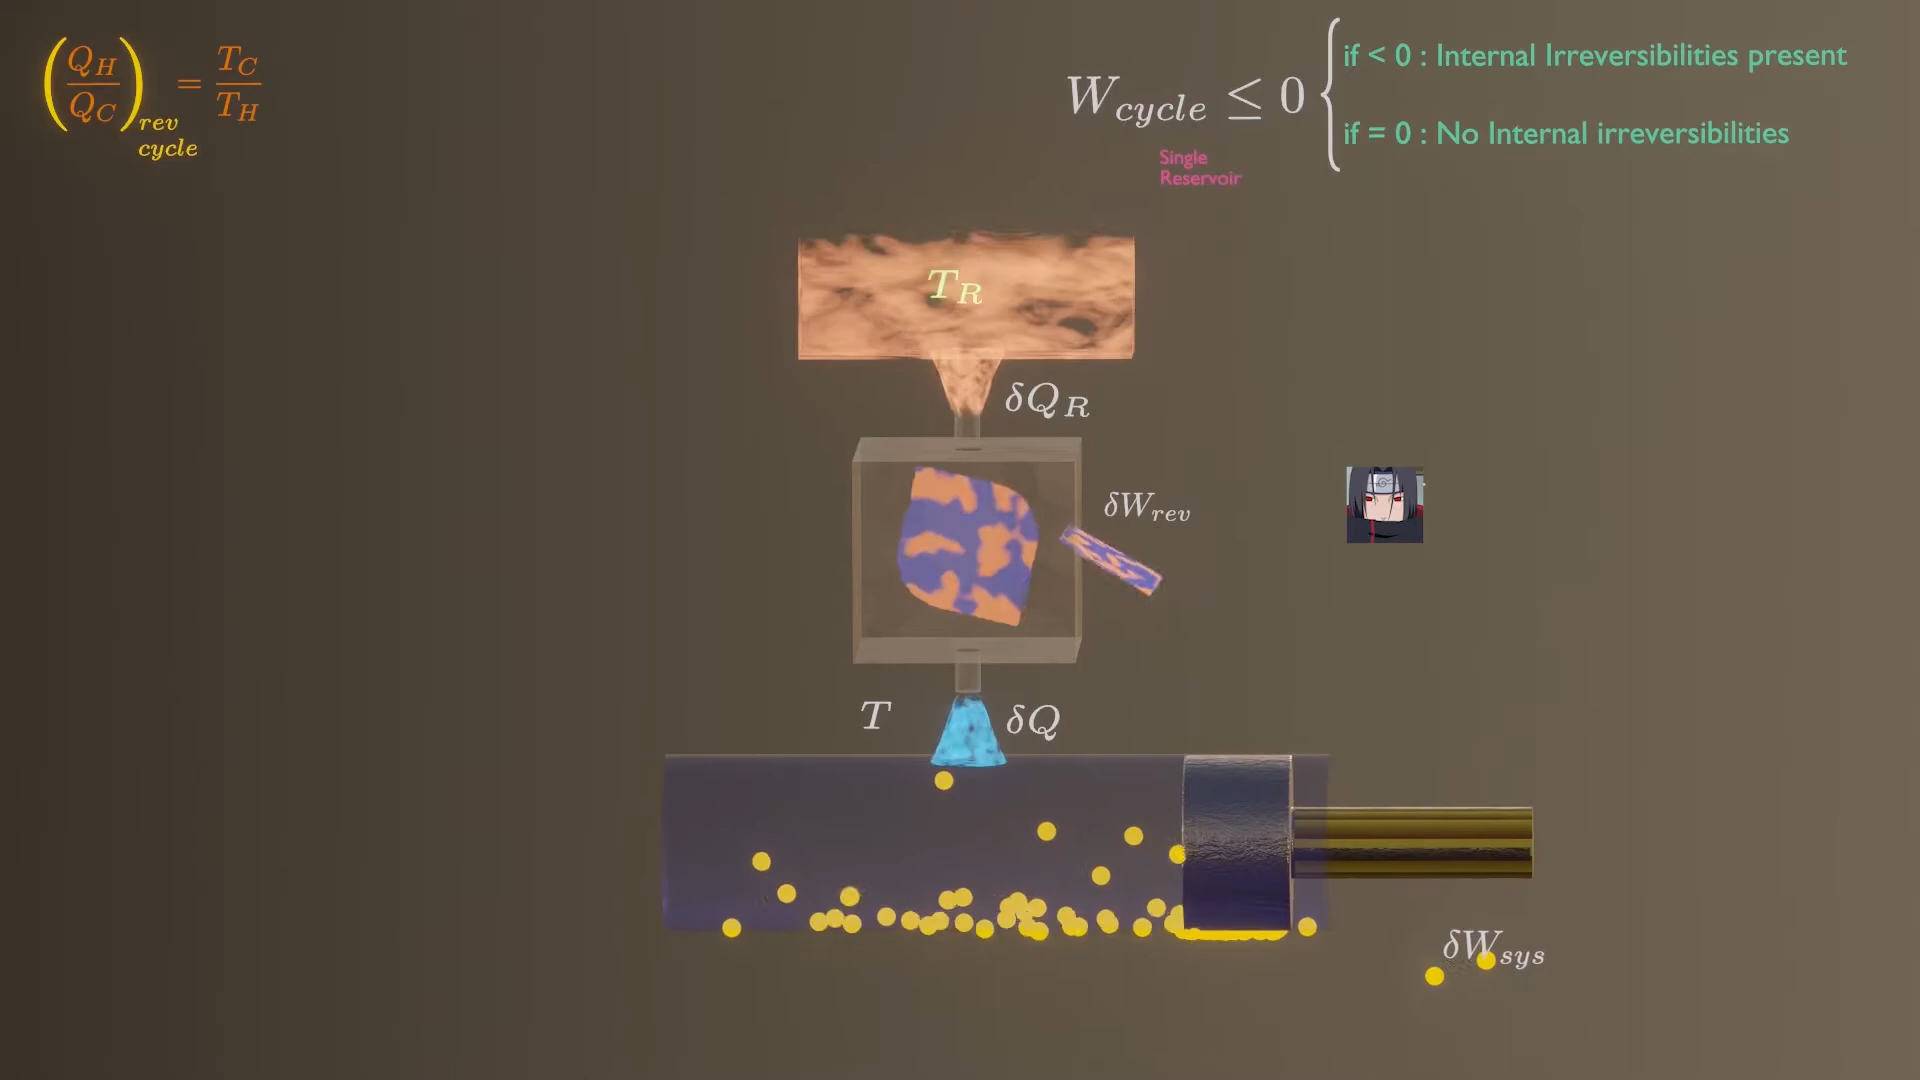 (Q_H / Q_C)_rev cycle = T_C / T_H
W_cycle ≤ 0
if < 0 : Internal Irreversibilities present
if = 0 : No Internal irreversibilities
Single
Reservoir
T_R
δQ_R
δW_rev
T
δQ
δW_sys